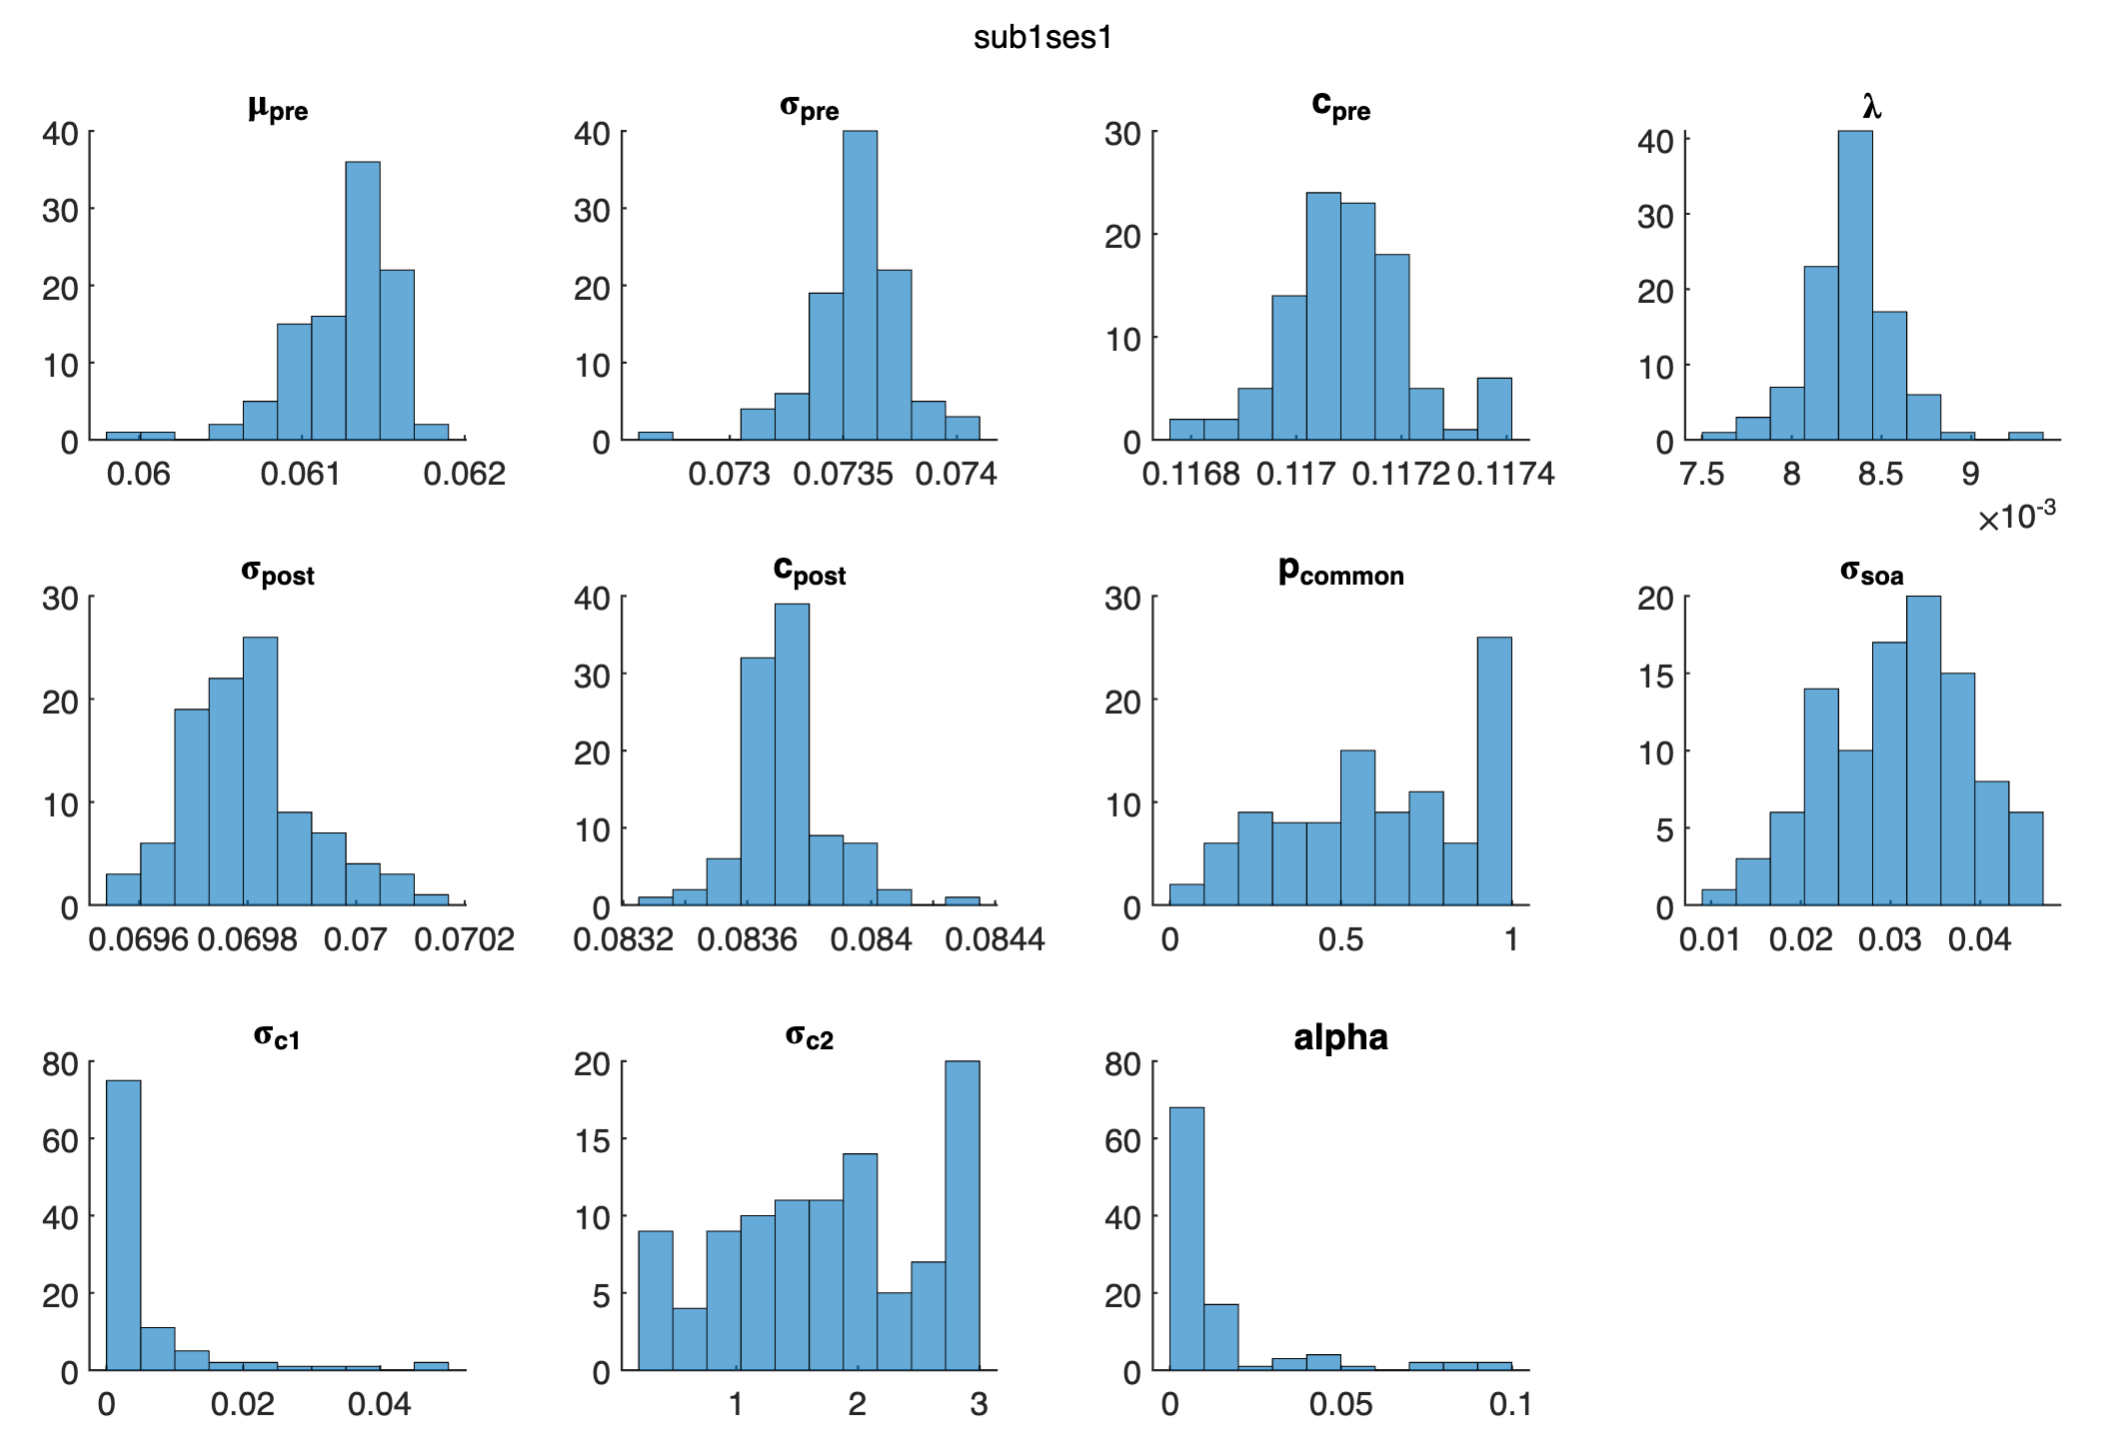 sub1ses1
μpre
40
30
20
10
0
0.06 0.061 0.062
σpre
40
30
20
10
0
0.073 0.0735 0.074
cpre
30
20
10
0
0.1168 0.117 0.1172 0.1174
λ
40
30
20
10
0
7.5 8 8.5 9
×10-3
σpost
30
20
10
0
0.0696 0.0698 0.07 0.0702
cpost
40
30
20
10
0
0.0832 0.0836 0.084 0.0844
pcommon
30
20
10
0
0 0.5 1
σsoa
20
15
10
5
0
0.01 0.02 0.03 0.04
σc1
80
60
40
20
0
0 0.02 0.04
σc2
20
15
10
5
0
1 2 3
alpha
80
60
40
20
0
0 0.05 0.1